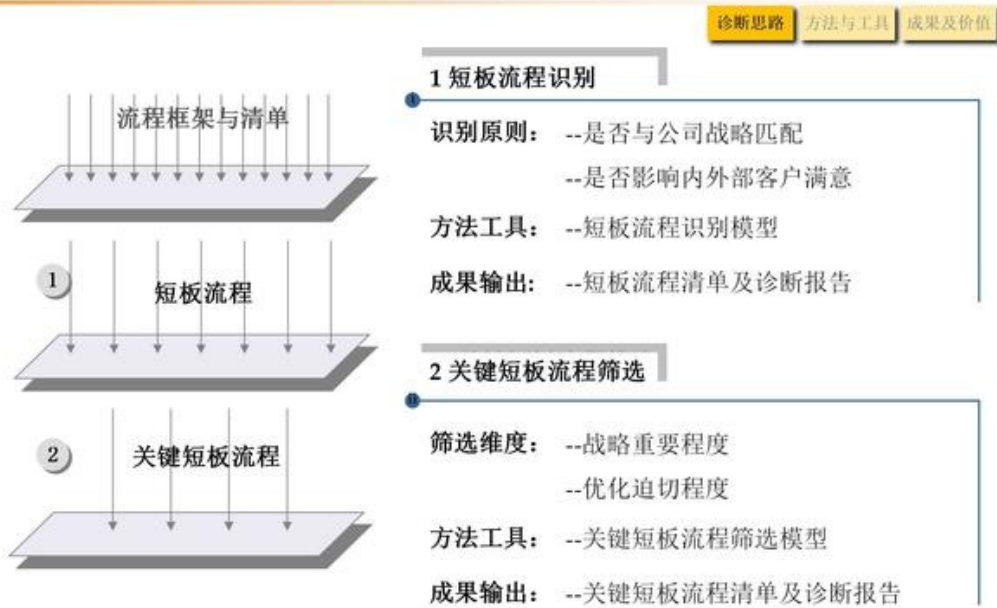 诊断思路
方法与工具
成果及价值
流程框架与清单
1
短板流程
2
关键短板流程
1 短板流程识别
I
识别原则： --是否与公司战略匹配
--是否影响内外部客户满意
方法工具： --短板流程识别模型
成果输出: --短板流程清单及诊断报告
2 关键短板流程筛选
II
筛选维度： --战略重要程度
--优化迫切程度
方法工具： --关键短板流程筛选模型
成果输出： --关键短板流程清单及诊断报告